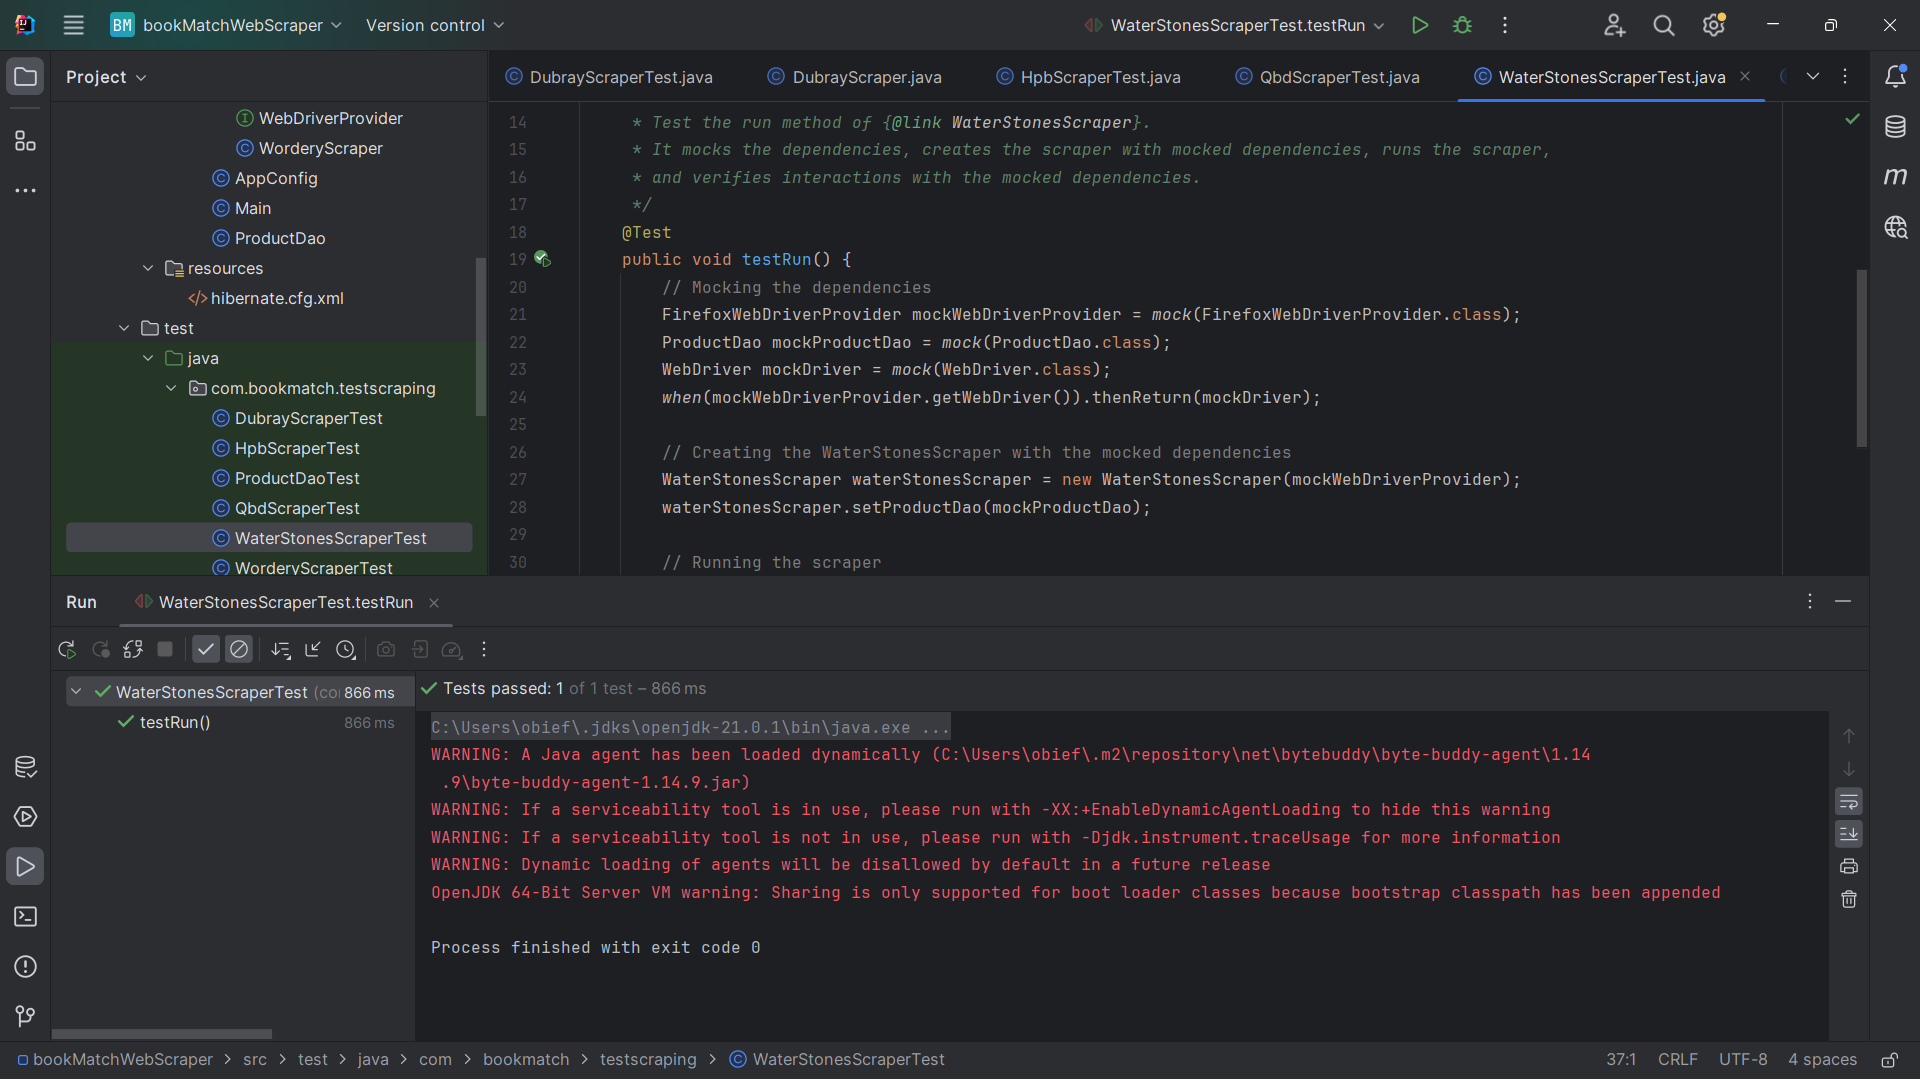 BM bookMatchWebScraper Version control WaterStonesScraperTest.testRun
Project
DubrayScraperTest.java DubrayScraper.java HpbScraperTest.java QbdScraperTest.java WaterStonesScraperTest.java
WebDriverProvider
WorderyScraper
AppConfig
Main
ProductDao
resources
hibernate.cfg.xml
test
java
com.bookmatch.testscraping
DubrayScraperTest
HpbScraperTest
ProductDaoTest
QbdScraperTest
WaterStonesScraperTest
WorderyScraperTest
14 * Test the run method of {@link WaterStonesScraper}.
15 * It mocks the dependencies, creates the scraper with mocked dependencies, runs the scraper,
16 * and verifies interactions with the mocked dependencies.
17 */
18 @Test
19 public void testRun() {
20 // Mocking the dependencies
21 FirefoxWebDriverProvider mockWebDriverProvider = mock(FirefoxWebDriverProvider.class);
22 ProductDao mockProductDao = mock(ProductDao.class);
23 WebDriver mockDriver = mock(WebDriver.class);
24 when(mockWebDriverProvider.getWebDriver()).thenReturn(mockDriver);
25
26 // Creating the WaterStonesScraper with the mocked dependencies
27 WaterStonesScraper waterStonesScraper = new WaterStonesScraper(mockWebDriverProvider);
28 waterStonesScraper.setProductDao(mockProductDao);
29
30 // Running the scraper
Run WaterStonesScraperTest.testRun
WaterStonesScraperTest (co 866 ms
testRun() 866 ms
Tests passed: 1 of 1 test – 866 ms
C:\Users\obief\.jdks\openjdk-21.0.1\bin\java.exe ...
WARNING: A Java agent has been loaded dynamically (C:\Users\obief\.m2\repository\net\bytebuddy\byte-buddy-agent\1.14
.9\byte-buddy-agent-1.14.9.jar)
WARNING: If a serviceability tool is in use, please run with -XX:+EnableDynamicAgentLoading to hide this warning
WARNING: If a serviceability tool is not in use, please run with -Djdk.instrument.traceUsage for more information
WARNING: Dynamic loading of agents will be disallowed by default in a future release
OpenJDK 64-Bit Server VM warning: Sharing is only supported for boot loader classes because bootstrap classpath has been appended
Process finished with exit code 0
bookMatchWebScraper > src > test > java > com > bookmatch > testscraping > WaterStonesScraperTest 37:1 CRLF UTF-8 4 spaces